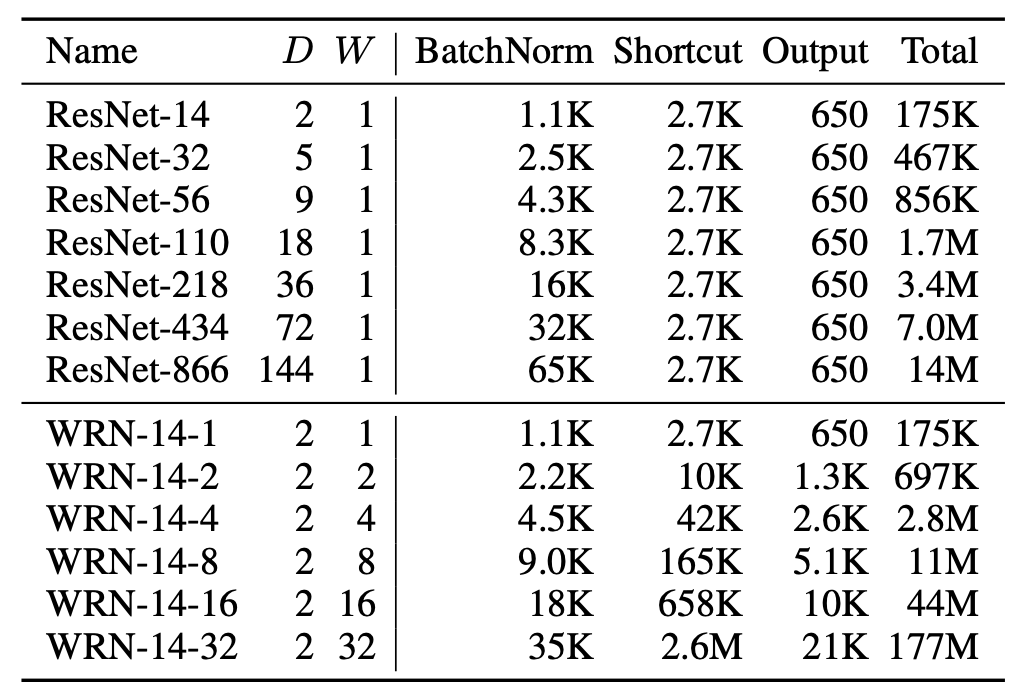 Name D W BatchNorm Shortcut Output Total
ResNet-14 2 1 1.1K 2.7K 650 175K
ResNet-32 5 1 2.5K 2.7K 650 467K
ResNet-56 9 1 4.3K 2.7K 650 856K
ResNet-110 18 1 8.3K 2.7K 650 1.7M
ResNet-218 36 1 16K 2.7K 650 3.4M
ResNet-434 72 1 32K 2.7K 650 7.0M
ResNet-866 144 1 65K 2.7K 650 14M
WRN-14-1 2 1 1.1K 2.7K 650 175K
WRN-14-2 2 2 2.2K 10K 1.3K 697K
WRN-14-4 2 4 4.5K 42K 2.6K 2.8M
WRN-14-8 2 8 9.0K 165K 5.1K 11M
WRN-14-16 2 16 18K 658K 10K 44M
WRN-14-32 2 32 35K 2.6M 21K 177M